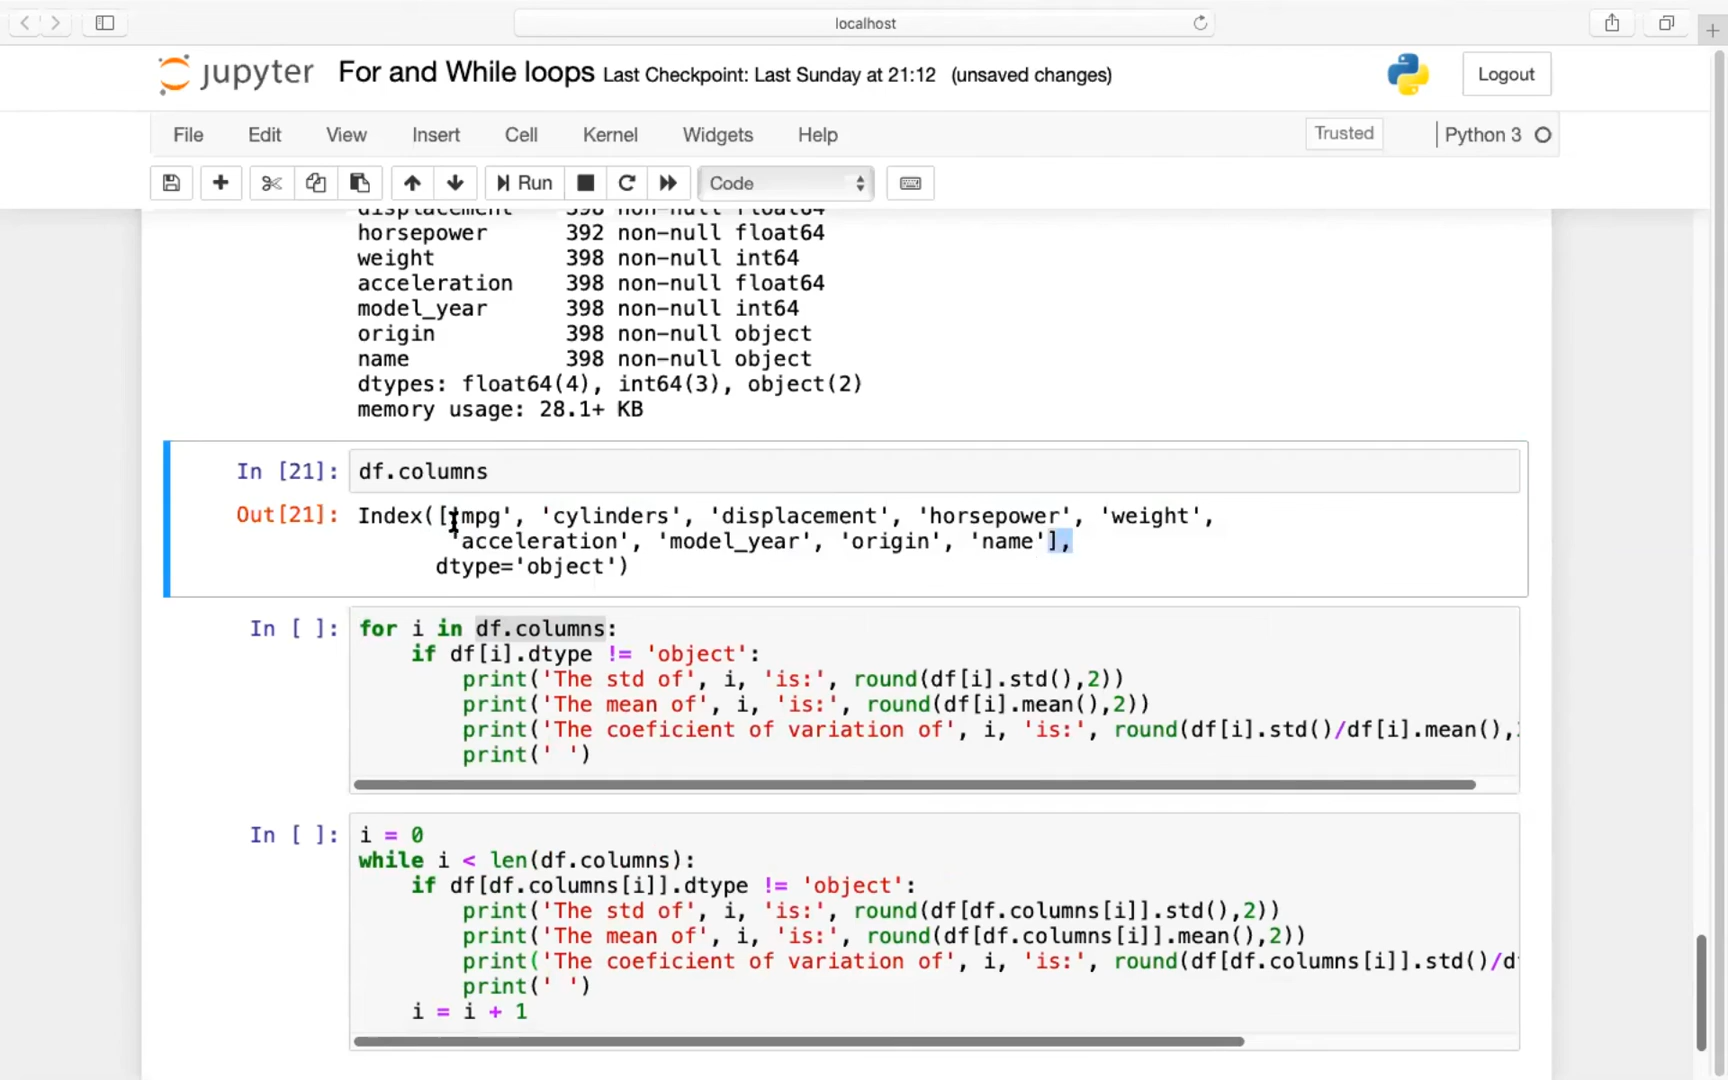 localhost
jupyter For and While loops Last Checkpoint: Last Sunday at 21:12 (unsaved changes)
Logout
File Edit View Insert Cell Kernel Widgets Help
Trusted
Python 3
Run
Code
displacement 398 non-null float64
horsepower 392 non-null float64
weight 398 non-null int64
acceleration 398 non-null float64
model_year 398 non-null int64
origin 398 non-null object
name 398 non-null object
dtypes: float64(4), int64(3), object(2)
memory usage: 28.1+ KB
In [21]: df.columns
Out[21]: Index(['mpg', 'cylinders', 'displacement', 'horsepower', 'weight',
'acceleration', 'model_year', 'origin', 'name'],
dtype='object')
In [ ]: for i in df.columns:
if df[i].dtype != 'object':
print('The std of', i, 'is:', round(df[i].std(),2))
print('The mean of', i, 'is:', round(df[i].mean(),2))
print('The coeficient of variation of', i, 'is:', round(df[i].std()/df[i].mean(),
print(' ')
In [ ]: i = 0
while i < len(df.columns):
if df[df.columns[i]].dtype != 'object':
print('The std of', i, 'is:', round(df[df.columns[i]].std(),2))
print('The mean of', i, 'is:', round(df[df.columns[i]].mean(),2))
print('The coeficient of variation of', i, 'is:', round(df[df.columns[i]].std()/d
print(' ')
i = i + 1